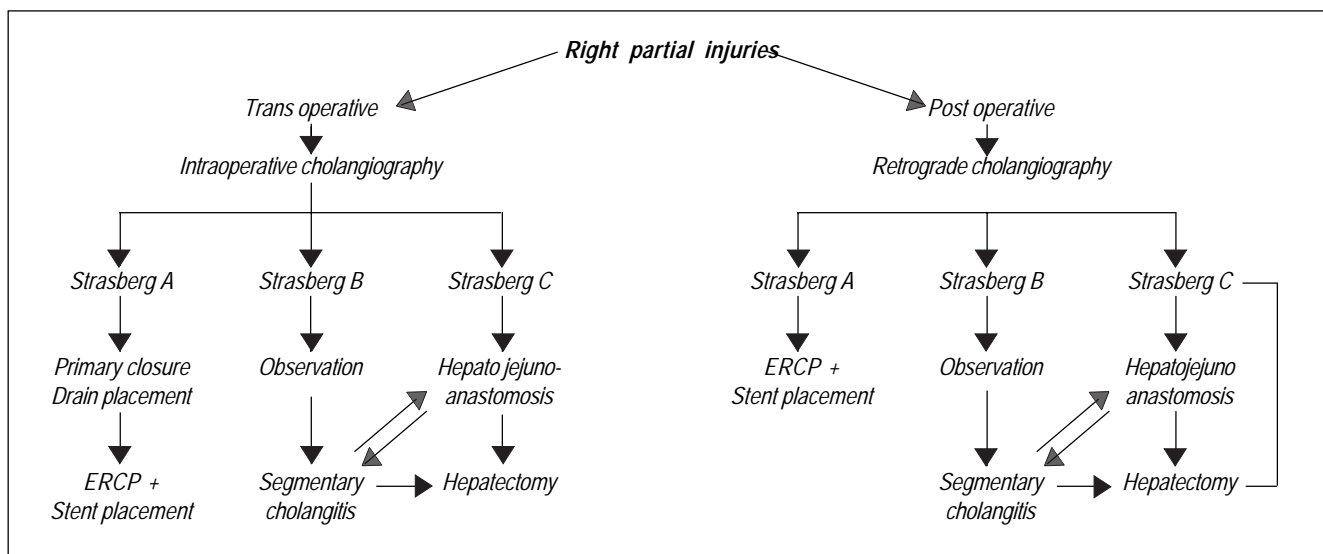 Right partial injuries
Trans operative
Post operative
Intraoperative cholangiography
Retrograde cholangiography
Strasberg A
Strasberg B
Strasberg C
Strasberg A
Strasberg B
Strasberg C
Primary closure
Drain placement
Observation
Hepato jejuno-
anastomosis
ERCP +
Stent placement
Observation
Hepatojejuno
anastomosis
ERCP +
Stent placement
Segmentary
cholangitis
Hepatectomy
Segmentary
cholangitis
Hepatectomy